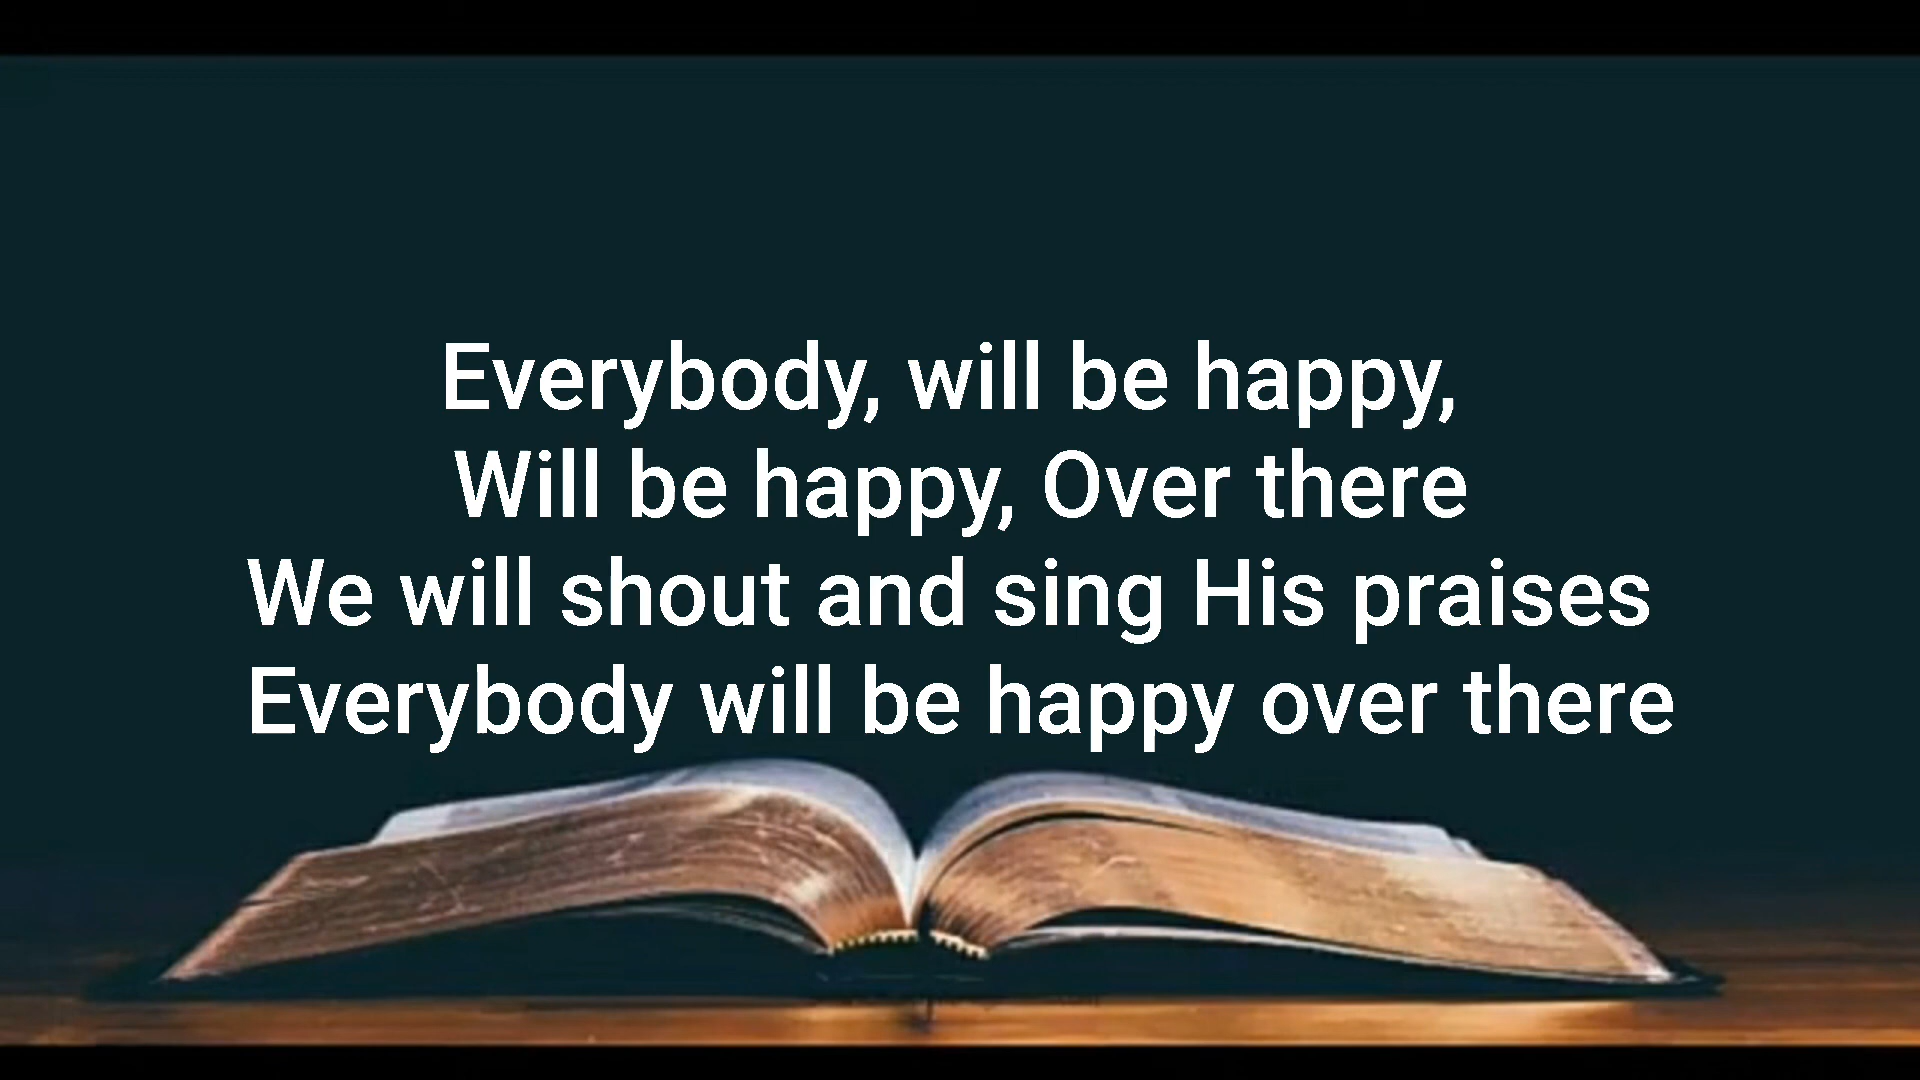 Everybody, will be happy,
Will be happy, Over there
We will shout and sing His praises
Everybody will be happy over there